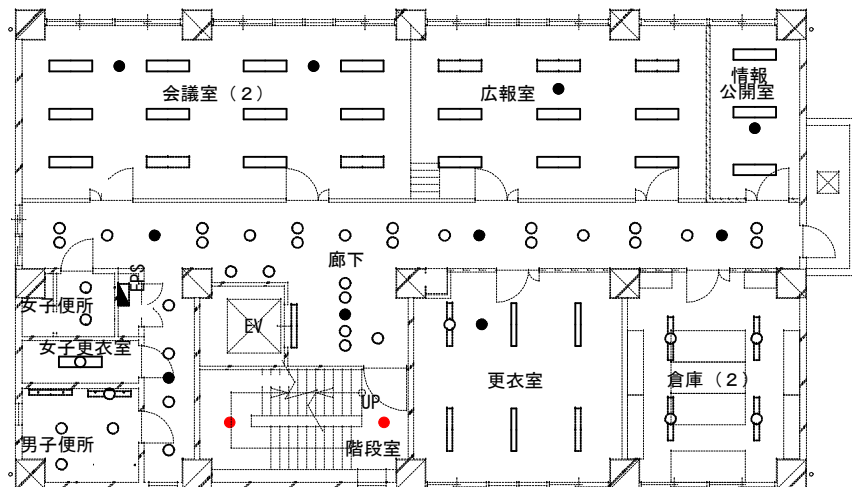 会議室（２）
広報室
情報
公開室
廊下
EPS
女子便所
EV
女子更衣室
更衣室
倉庫（２）
UP
男子便所
階段室